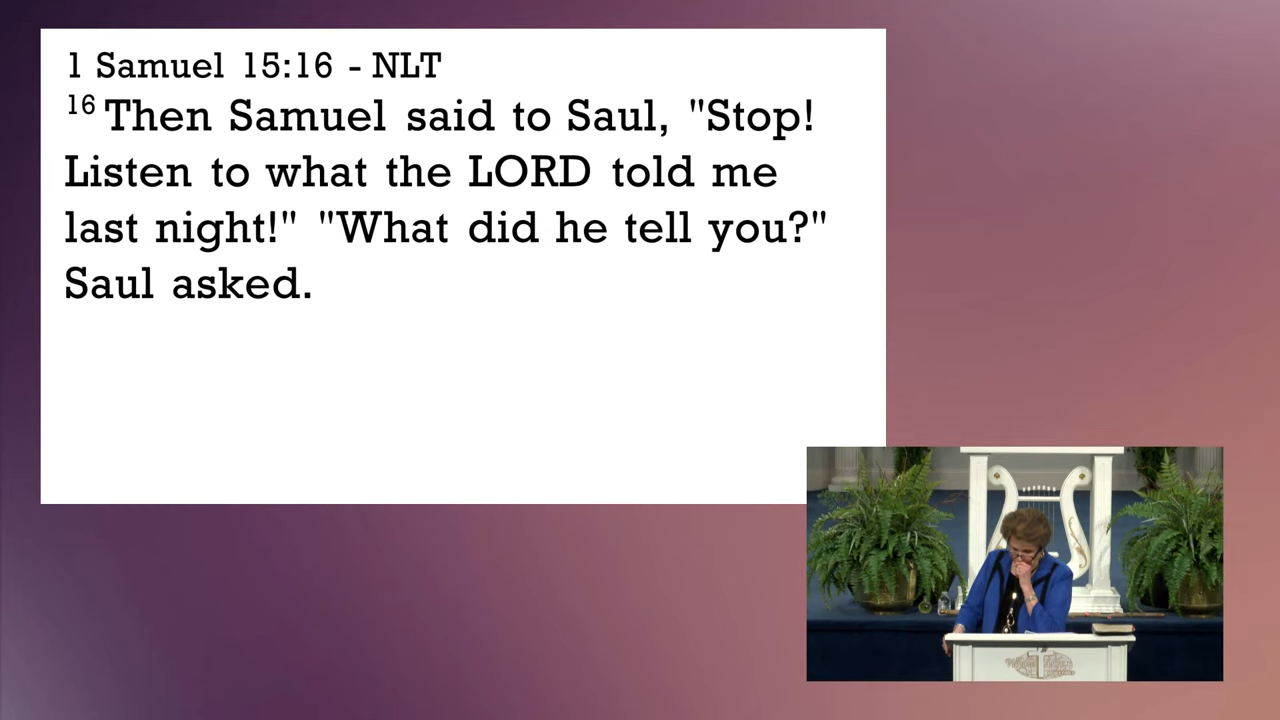 1 Samuel 15:16 - NLT
16 Then Samuel said to Saul, "Stop!
Listen to what the LORD told me
last night!" "What did he tell you?"
Saul asked.